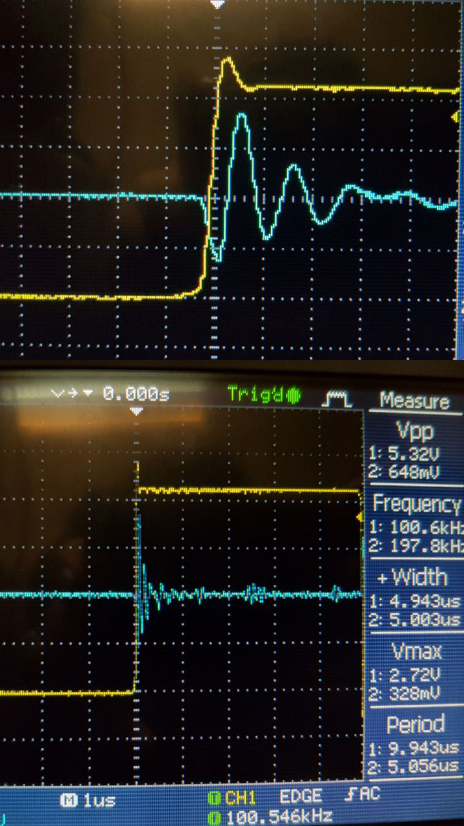 0.000s Trig'd Measure
Vpp
1: 5.32V
2: 648mV
Frequency
1: 100.6kHz
2: 197.8kHz
+Width
1: 4.943us
2: 5.003us
Vmax
1: 2.72V
2: 328mV
Period
1: 9.943us
2: 5.056us
M 1us T CH1 EDGE AC
F 100.546kHz